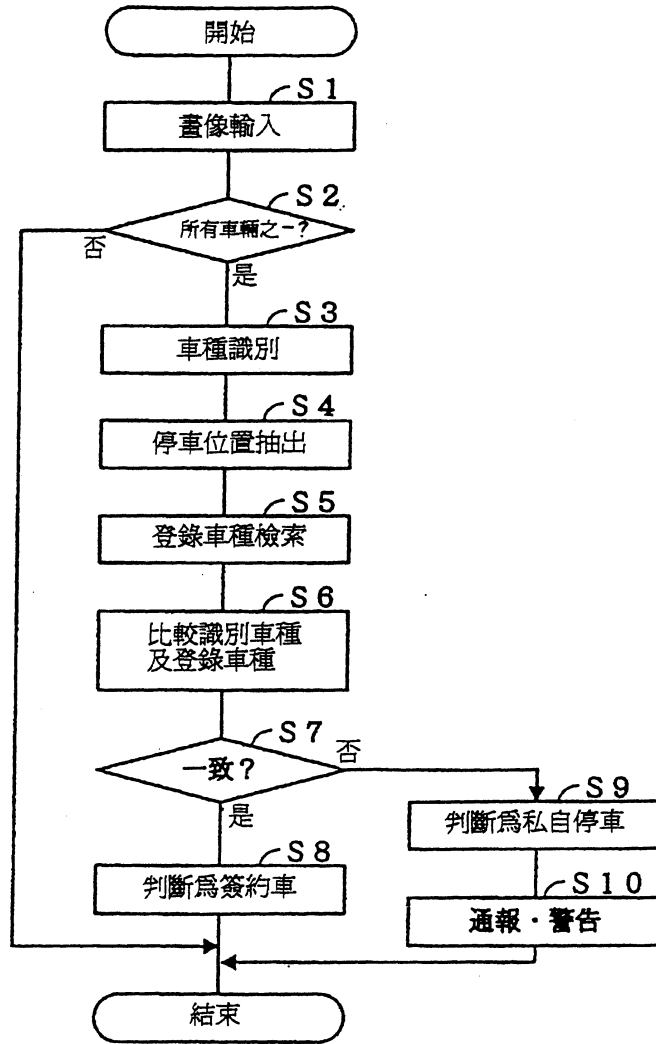 開始
S1
畫像輸入
S2
所有車輛之一?
否
是
S3
車種識別
S4
停車位置抽出
S5
登錄車種檢索
S6
比較識別車種
及登錄車種
S7
一致？
否
是
S8
判斷爲簽約車
S9
判斷爲私自停車
S10
通報・警告
結束